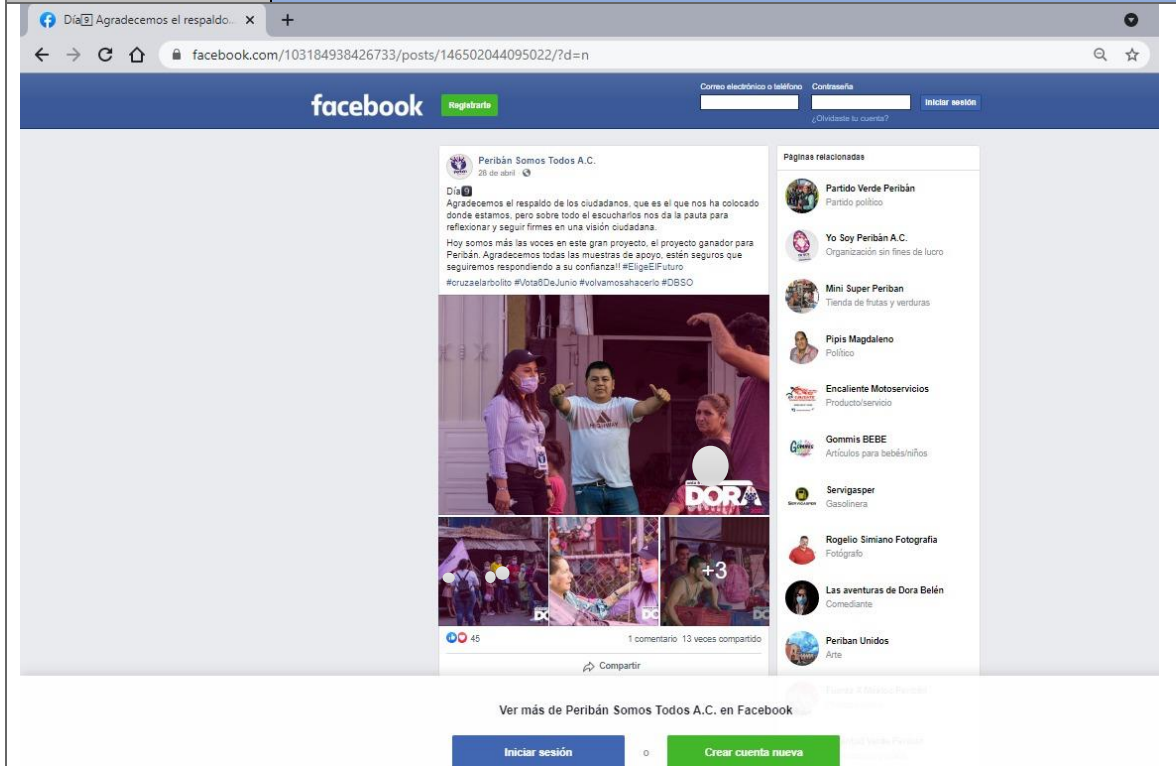 Día9 Agradecemos el respaldo...
facebook.com/103184938426733/posts/146502044095022/?d=n
facebook
Registrarte
Correo electrónico o teléfono
Contraseña
Iniciar sesión
¿Olvidaste tu cuenta?
Peribán Somos Todos A.C.
28 de abril
Día9
Agradecemos el respaldo de los ciudadanos, que es el que nos ha colocado
donde estamos, pero sobre todo el escucharlos nos da la pauta para
reflexionar y seguir firmes en una visión ciudadana.
Hoy somos más las voces en este gran proyecto, el proyecto ganador para
Peribán. Agradecemos todas las muestras de apoyo, estén seguros que
seguiremos respondiendo a su confianza!! #EligeElFuturo
#cruzaelarbolito #Vota6DeJunio #volvamosahacerlo #DBSO
DORA
DO
DO
DO
+3
45
1 comentario 13 veces compartido
Compartir
Páginas relacionadas
Partido Verde Peribán
Partido político
Yo Soy Peribán A.C.
Organización sin fines de lucro
Mini Super Periban
Tienda de frutas y verduras
Pipis Magdaleno
Político
Encaliente Motoservicios
Producto/servicio
Gommis BEBE
Artículos para bebés/niños
Servigasper
Gasolinera
Rogelio Simiano Fotografia
Fotógrafo
Las aventuras de Dora Belén
Comediante
Periban Unidos
Arte
Ver más de Peribán Somos Todos A.C. en Facebook
Iniciar sesión
o
Crear cuenta nueva